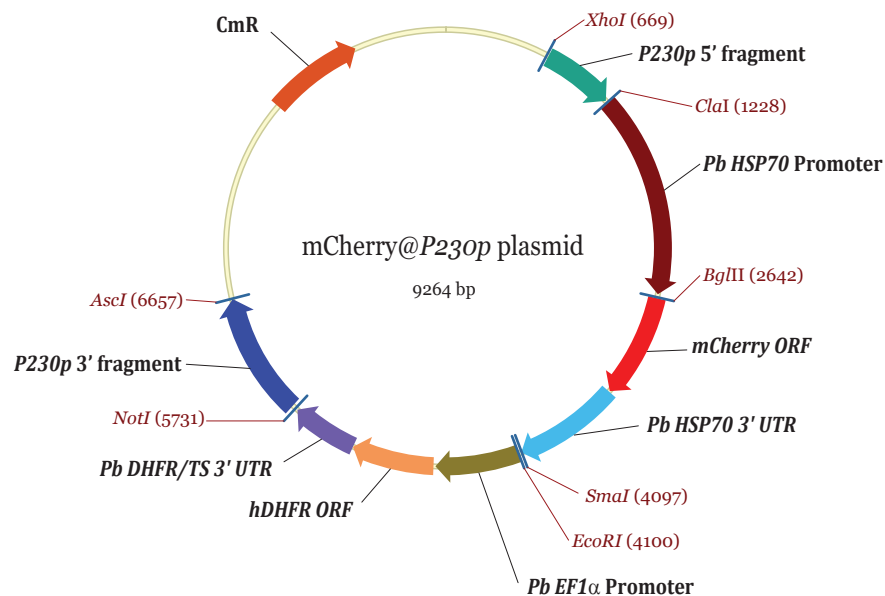 CmR
XhoI (669)
P230p 5' fragment
ClaI (1228)
Pb HSP70 Promoter
mCherry@P230p plasmid
9264 bp
BglII (2642)
AscI (6657)
mCherry ORF
P230p 3' fragment
NotI (5731)
Pb HSP70 3' UTR
Pb DHFR/TS 3' UTR
SmaI (4097)
hDHFR ORF
EcoRI (4100)
Pb EF1α Promoter